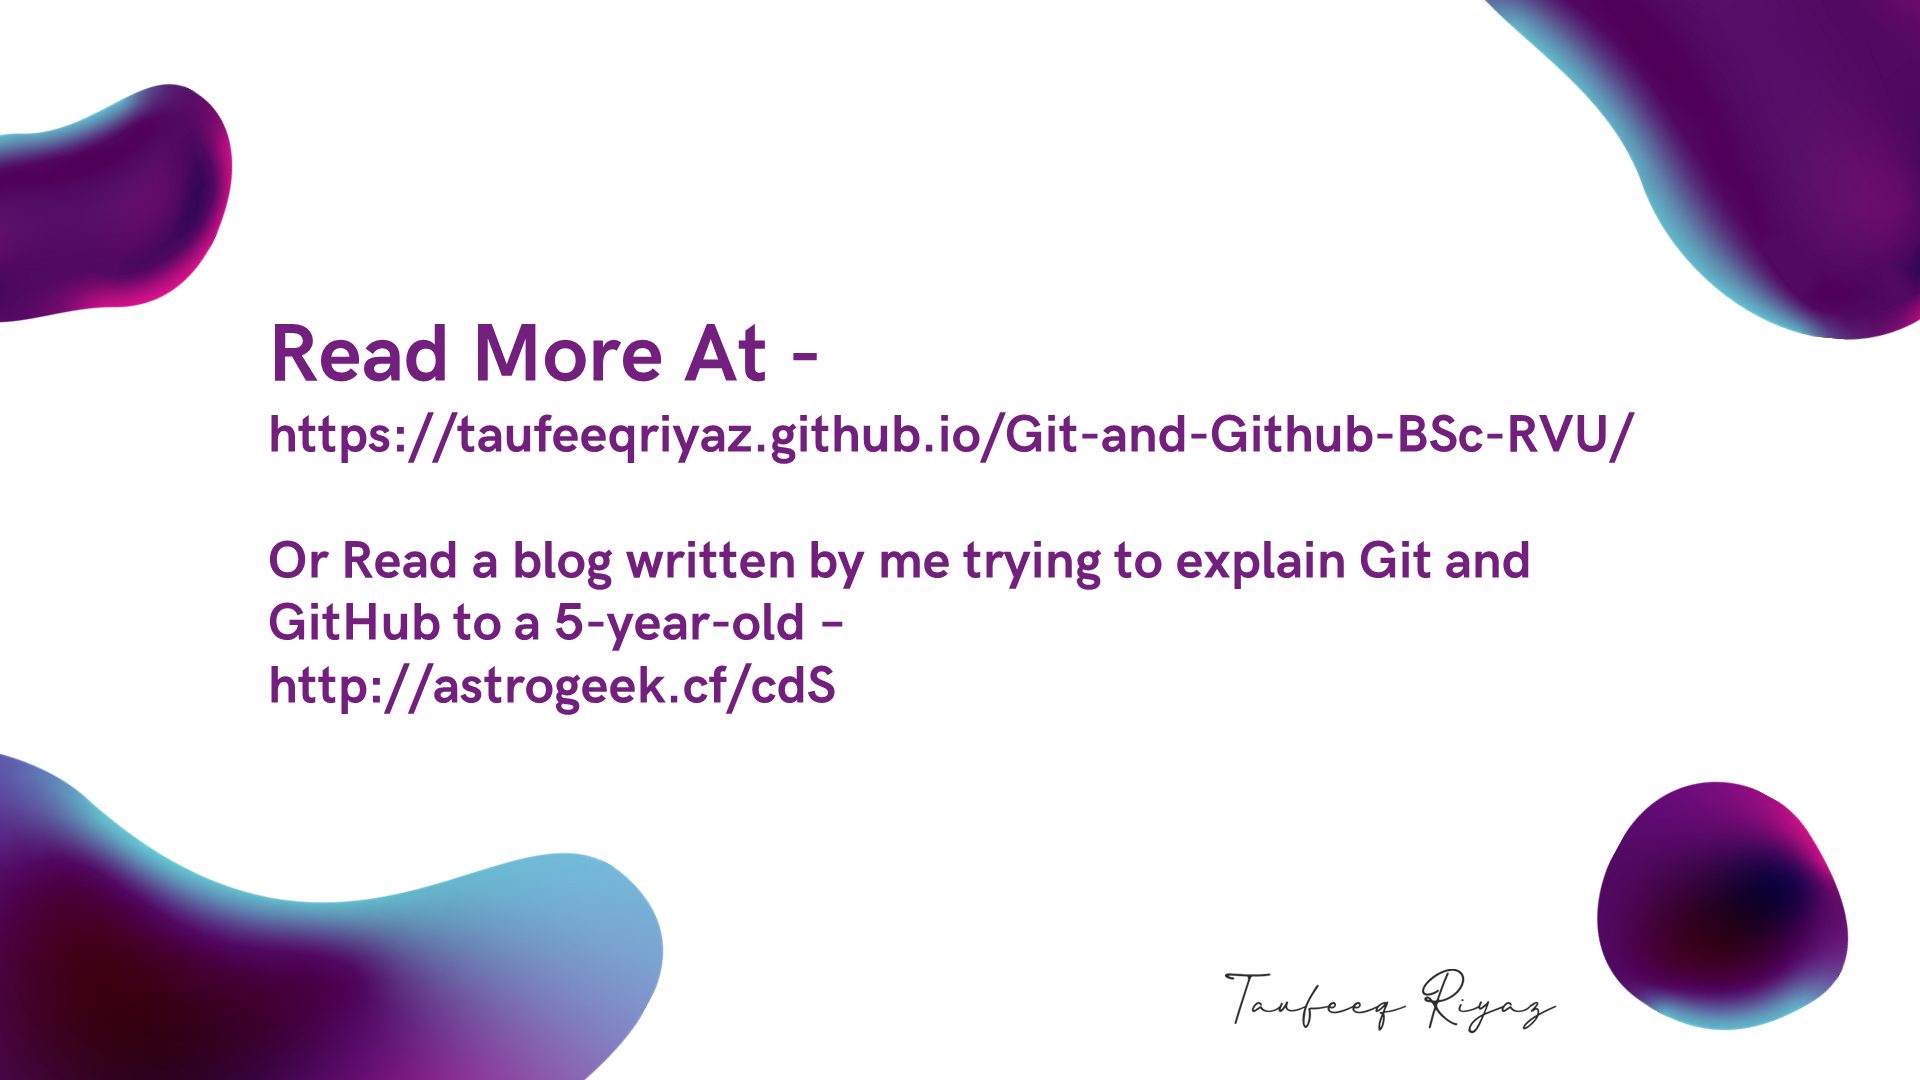 Read More At -
https://taufeeqriyaz.github.io/Git-and-Github-BSc-RVU/
Or Read a blog written by me trying to explain Git and
GitHub to a 5-year-old –
http://astrogeek.cf/cdS
Taufeeq Riyaz